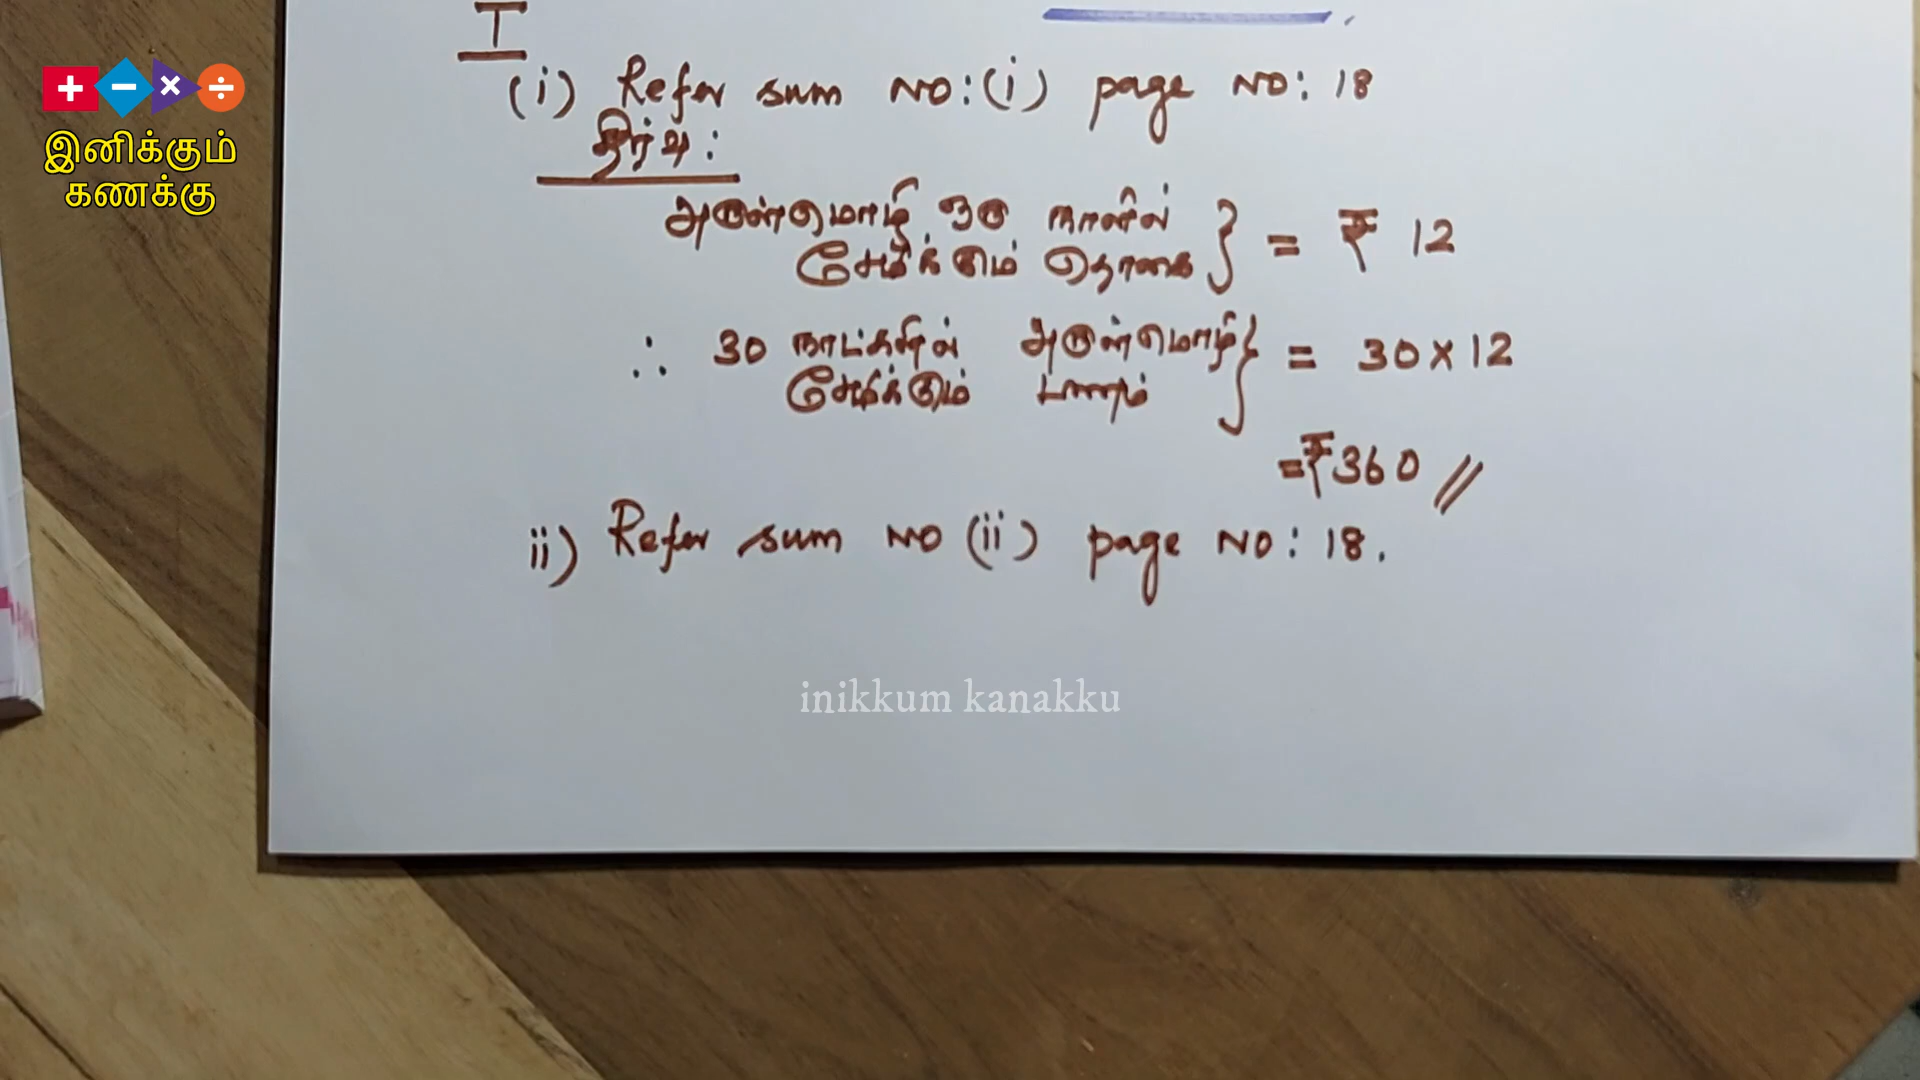 I
(i) Refer sum NO:(i) page NO: 18
தீர்வு:
அருள்மொழி ஒரு நாளில்
சேமிக்கும் தொகை } = ₹ 12
∴ 30 நாட்களில் அருள்மொழி
சேமிக்கும் பணம் } = 30 x 12
=₹360 //
ii) Refer sum NO (ii) page NO: 18.
இனிக்கும்
கணக்கு
inikkum kanakku